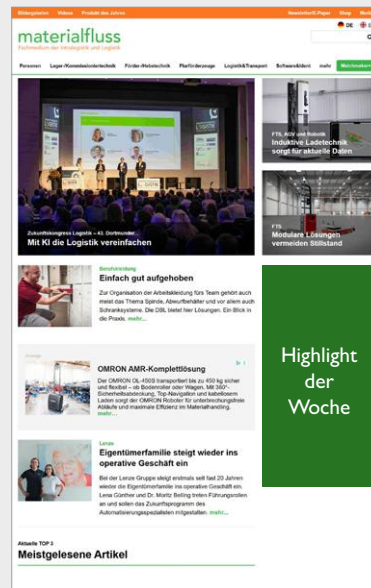 Bildergalerien Videos Produkt des Jahres Newsletter/E-Paper Shop
DE
materialfluss
Fachmedium der Intralogistik und Logistik
Personen Lager-/Kommissioniertechnik Förder-/Hebetechnik Flurförderzeuge Logistik&Transport Software&Ident mehr
Zukunftskongress Logistik – 43. Dortmunder...
Mit KI die Logistik vereinfachen
FTS, AGV und Robotik
Induktive Ladetechnik
sorgt für aktuelle Daten
FTS
Modulare Lösungen
vermeiden Stillstand
Berufskleidung
Einfach gut aufgehoben
Zur Organisation der Arbeitskleidung fürs Team gehört auch
meist das Thema Spinde, Abwurfbehälter und vor allem auch
Schranksysteme. Die DBL bietet hier Lösungen. Ein Blick in
die Praxis. mehr...
Highlight
der
Woche
Anzeige
OMRON AMR-Komplettlösung
Der OMRON OL-450S transportiert bis zu 450 kg sicher
und flexibel – ob Bodenroller oder Wagen. Mit 360°-
Sicherheitsabdeckung, Top-Navigation und kabellosem
Laden sorgt der OMRON Roboter für unterbrechungsfreie
Abläufe und maximale Effizienz im Materialhandling.
mehr...
Lenze
Eigentümerfamilie steigt wieder ins
operative Geschäft ein
Bei der Lenze Gruppe steigt erstmals seit fast 20 Jahren
wieder die Eigentümerfamilie ins operative Geschäft ein.
Lena Günther und Dr. Moritz Belling treten Führungsrollen
an und sollen das Zukunftsprogramm des
Automatisierungsspezialisten mitgestalten. mehr...
Aktuelle TOP 3
Meistgelesene Artikel